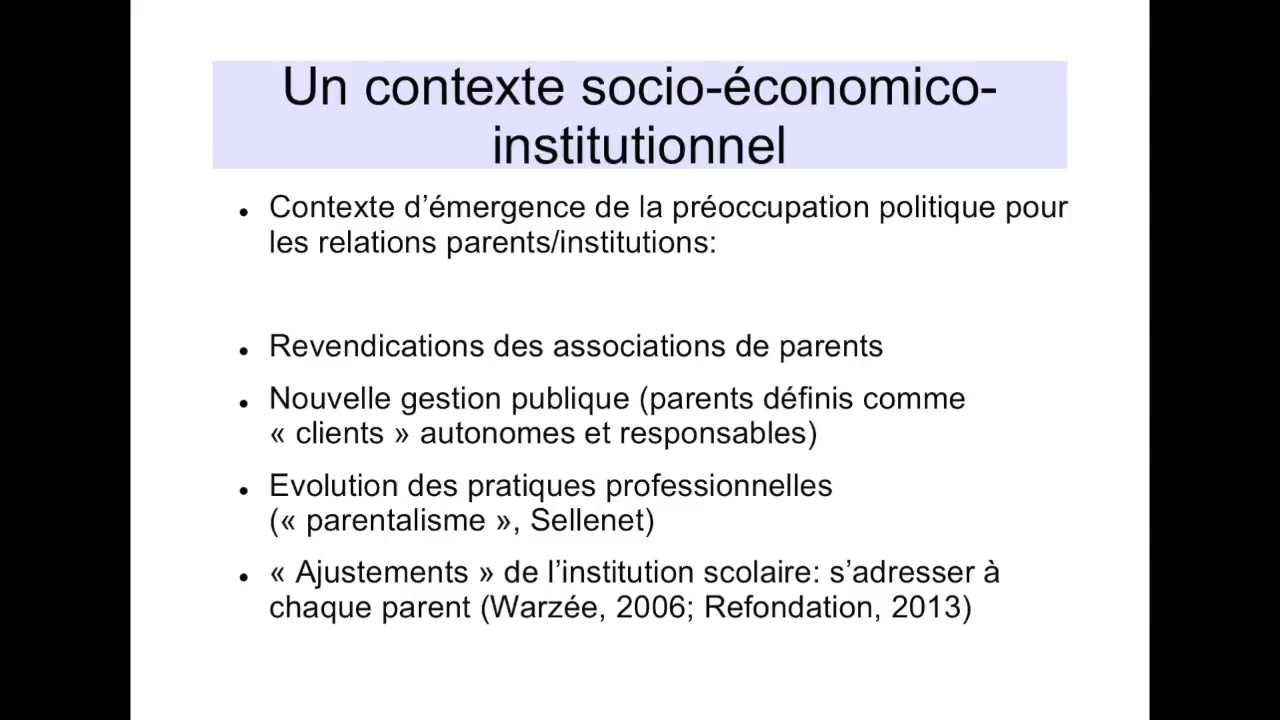 Un contexte socio-économico-
institutionnel
• Contexte d’émergence de la préoccupation politique pour
les relations parents/institutions:
• Revendications des associations de parents
• Nouvelle gestion publique (parents définis comme
« clients » autonomes et responsables)
• Evolution des pratiques professionnelles
(« parentalisme », Sellenet)
• « Ajustements » de l’institution scolaire: s’adresser à
chaque parent (Warzée, 2006; Refondation, 2013)